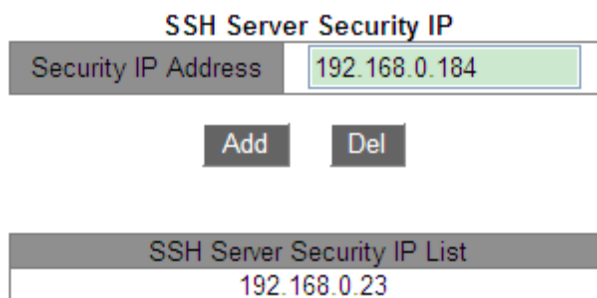 SSH Server Security IP
Security IP Address 192.168.0.184
Add Del
SSH Server Security IP List
192.168.0.23